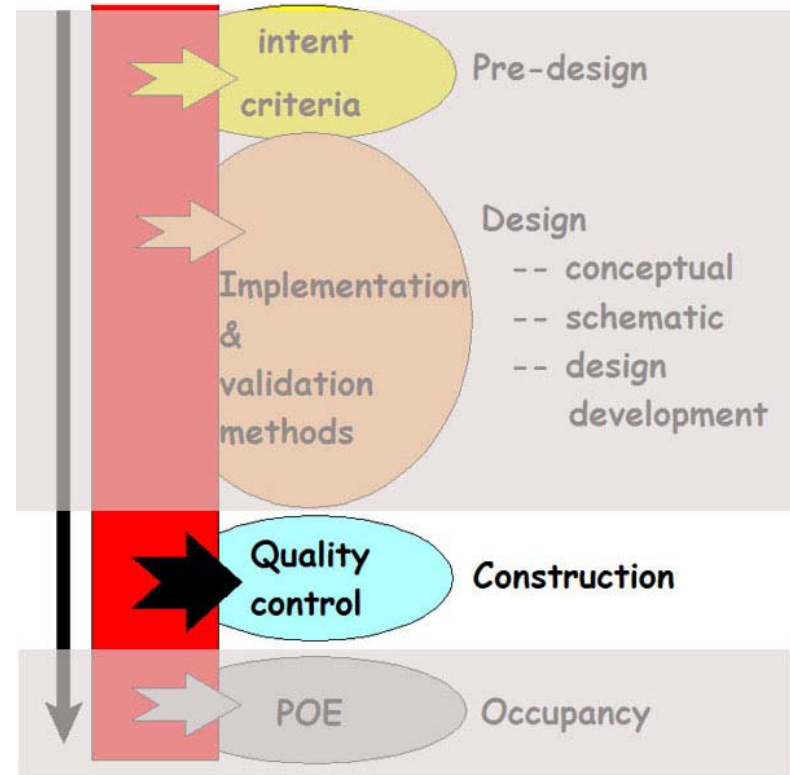 intent
criteria
Pre-design
Implementation
&
validation
methods
Design
-- conceptual
-- schematic
-- design
development
Quality
control
Construction
POE
Occupancy